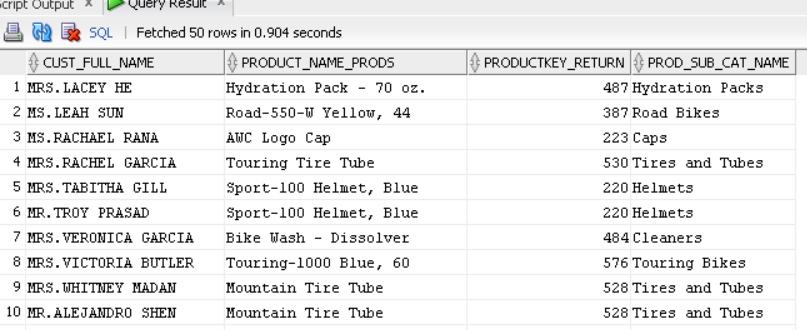 Script Output x Query Result x
SQL | Fetched 50 rows in 0.904 seconds
CUST_FULL_NAME PRODUCT_NAME_PRODS PRODUCTKEY_RETURN PROD_SUB_CAT_NAME
1 MRS.LACEY HE Hydration Pack - 70 oz. 487 Hydration Packs
2 MS.LEAH SUN Road-550-W Yellow, 44 387 Road Bikes
3 MS.RACHAEL RANA AWC Logo Cap 223 Caps
4 MRS.RACHEL GARCIA Touring Tire Tube 530 Tires and Tubes
5 MRS.TABITHA GILL Sport-100 Helmet, Blue 220 Helmets
6 MR.TROY PRASAD Sport-100 Helmet, Blue 220 Helmets
7 MRS.VERONICA GARCIA Bike Wash - Dissolver 484 Cleaners
8 MRS.VICTORIA BUTLER Touring-1000 Blue, 60 576 Touring Bikes
9 MRS.WHITNEY MADAN Mountain Tire Tube 528 Tires and Tubes
10 MR.ALEJANDRO SHEN Mountain Tire Tube 528 Tires and Tubes